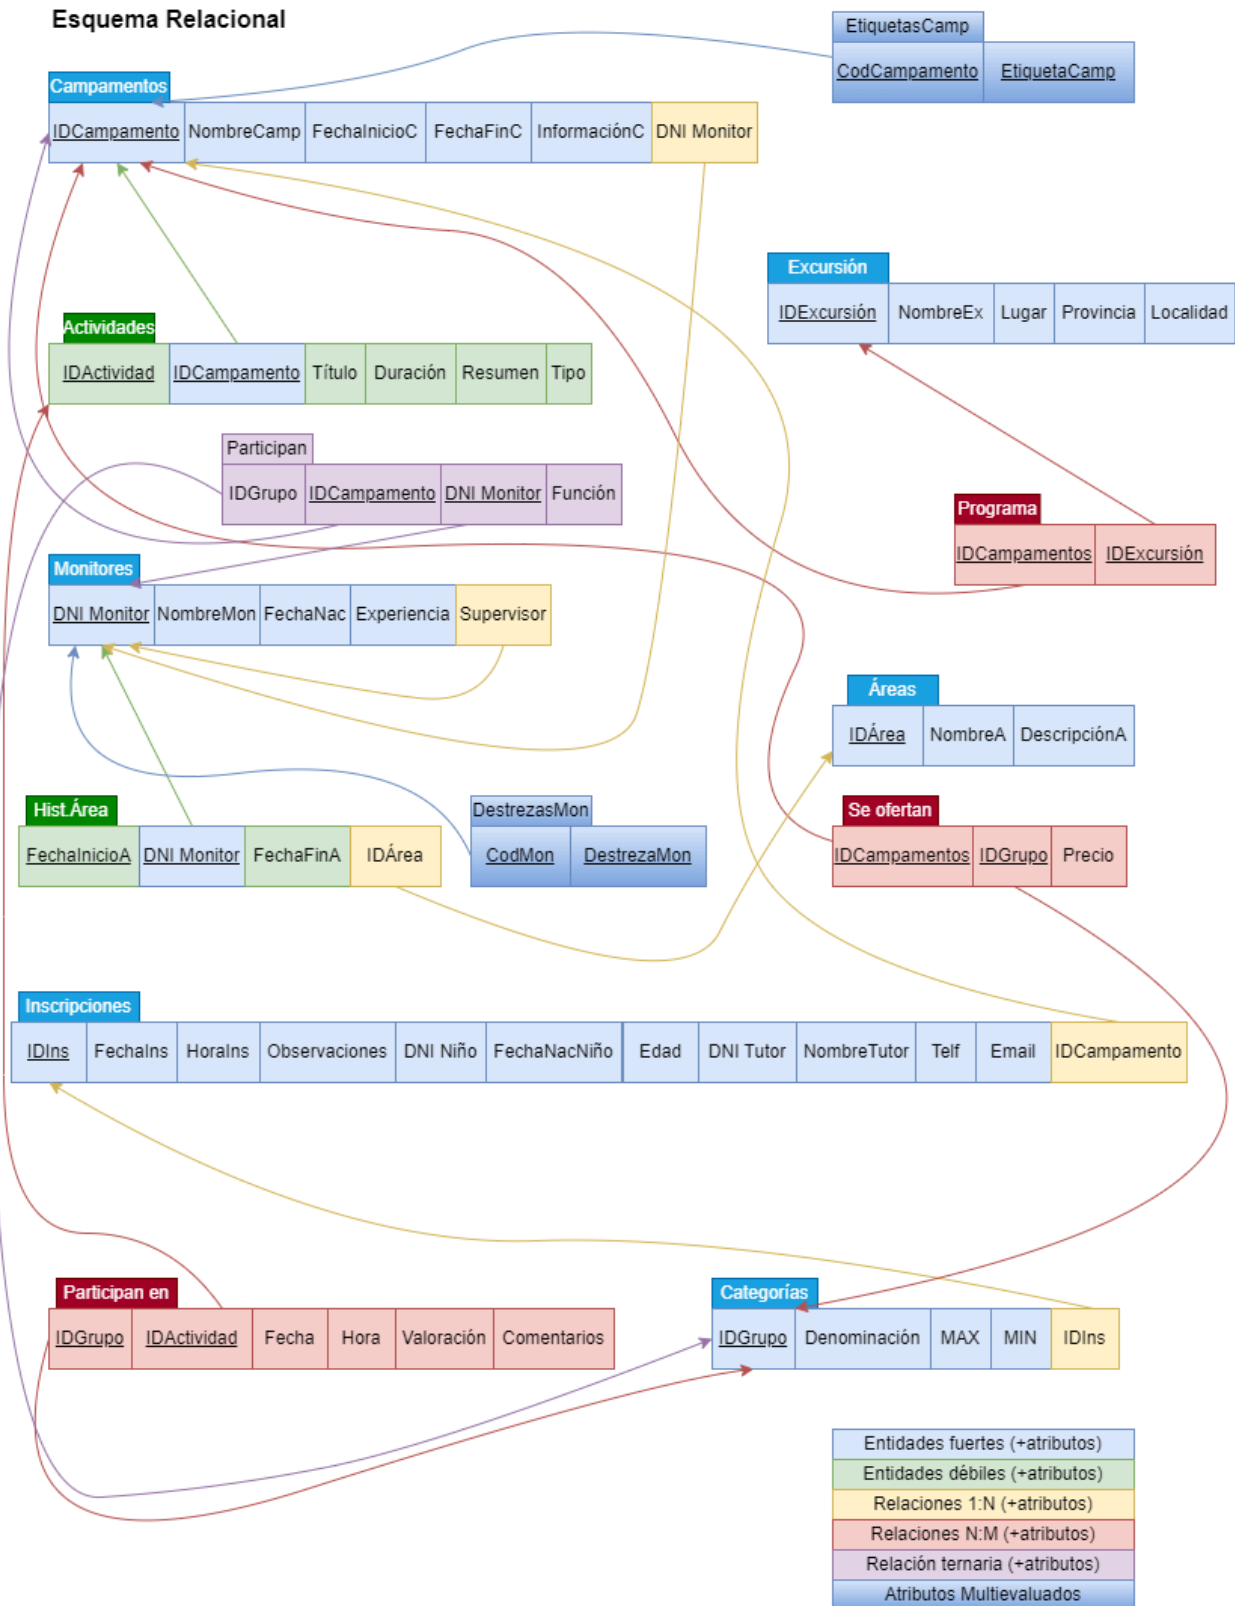 Esquema Relacional
EtiquetasCamp
CodCampamento EtiquetaCamp
Campamentos
IDCampamento NombreCamp FechaInicioC FechaFinC InformaciónC DNI Monitor
Excursión
IDExcursión NombreEx Lugar Provincia Localidad
Actividades
IDActividad IDCampamento Título Duración Resumen Tipo
Participan
IDGrupo IDCampamento DNI Monitor Función
Programa
IDCampamentos IDExcursión
Monitores
DNI Monitor NombreMon FechaNac Experiencia Supervisor
Áreas
IDÁrea NombreA DescripciónA
Hist.Área
FechaInicioA DNI Monitor FechaFinA IDÁrea
DestrezasMon
CodMon DestrezaMon
Se ofertan
IDCampamentos IDGrupo Precio
Inscripciones
IDIns FechaIns HoraIns Observaciones DNI Niño FechaNacNiño Edad DNI Tutor NombreTutor Telf Email IDCampamento
Participan en
IDGrupo IDActividad Fecha Hora Valoración Comentarios
Categorías
IDGrupo Denominación MAX MIN IDIns
Entidades fuertes (+atributos)
Entidades débiles (+atributos)
Relaciones 1:N (+atributos)
Relaciones N:M (+atributos)
Relación ternaria (+atributos)
Atributos Multievaluados